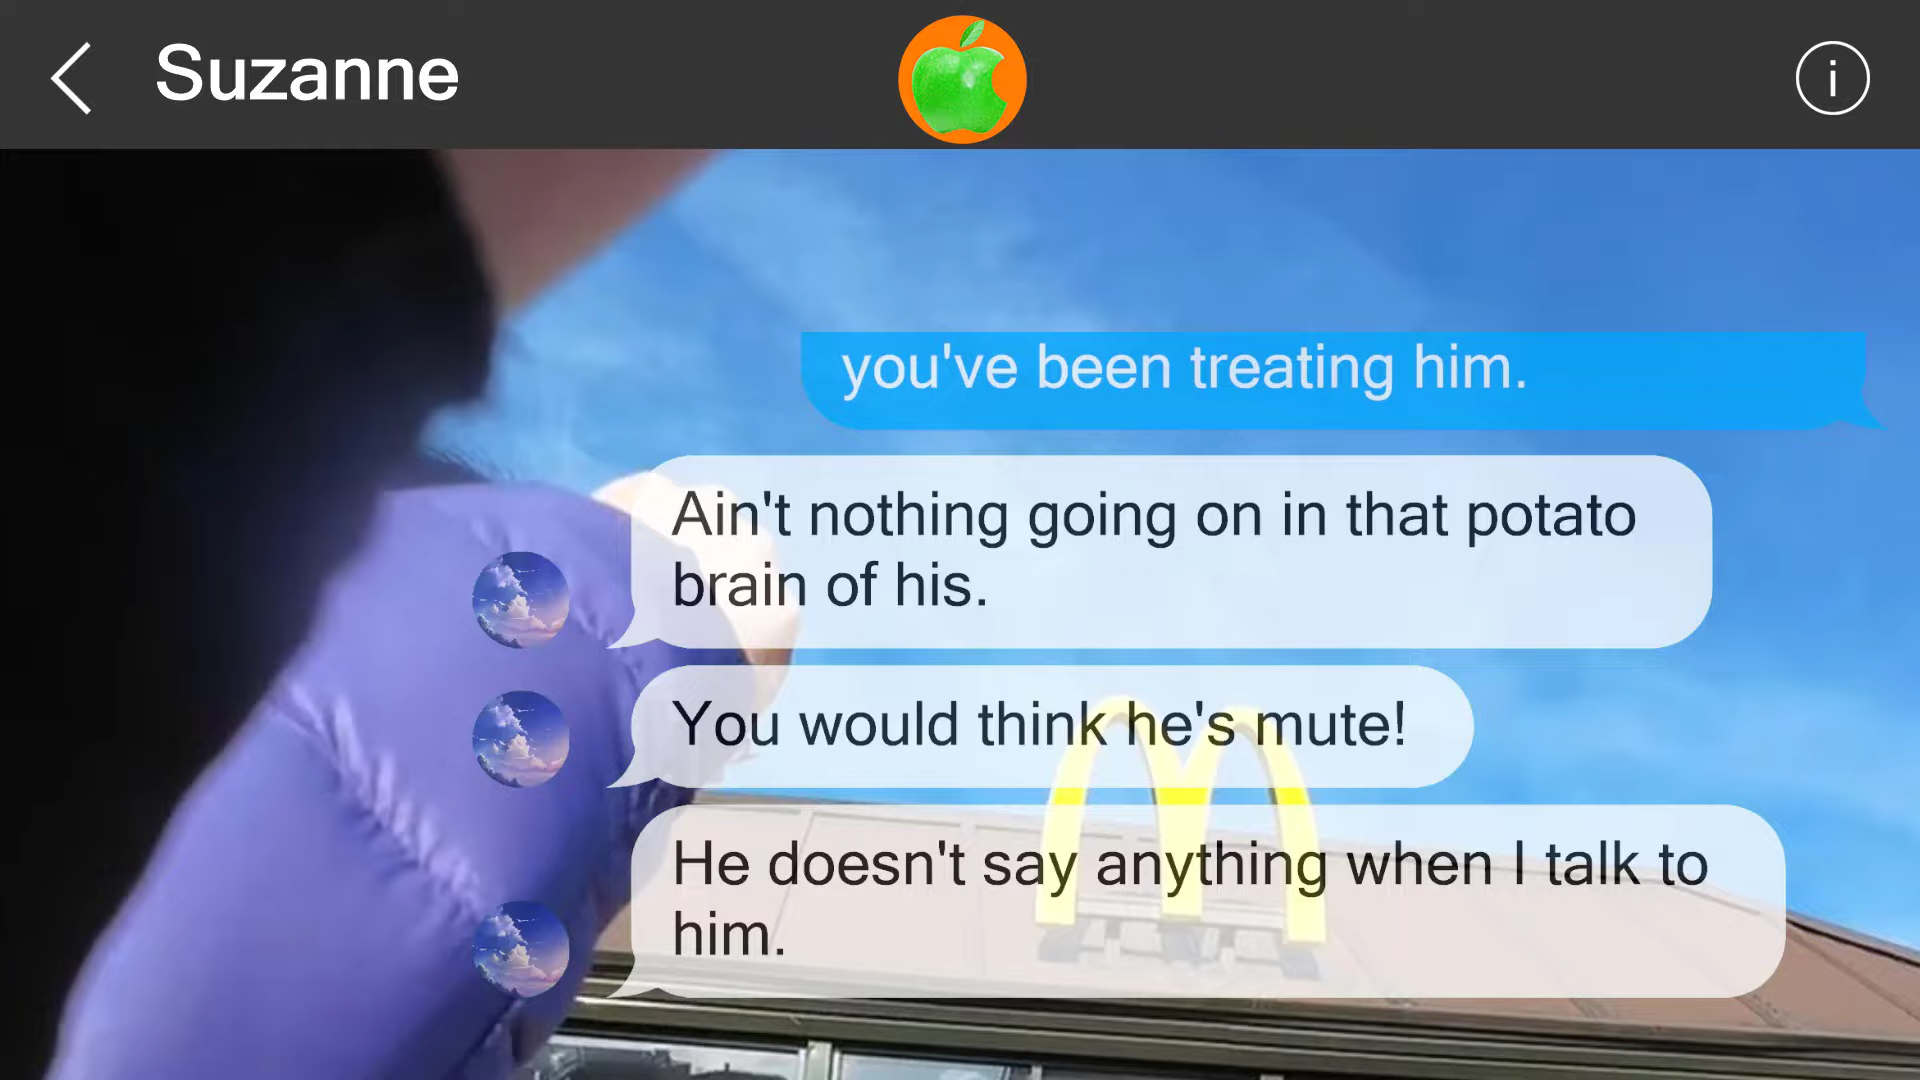 Suzanne
you've been treating him.
Ain't nothing going on in that potato
brain of his.
You would think he's mute!
He doesn't say anything when I talk to
him.